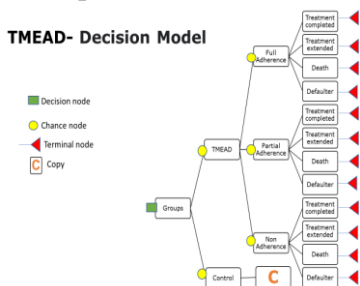 TMEAD- Decision Model
Decision node
Chance node
Terminal node
C
Copy
Groups
TMEAD
Control
C
Full
Adherence
Partial
Adherence
Non
Adherence
Treatment
completed
Treatment
extended
Death
Defaulter
Treatment
completed
Treatment
extended
Death
Defaulter
Treatment
completed
Treatment
extended
Death
Defaulter